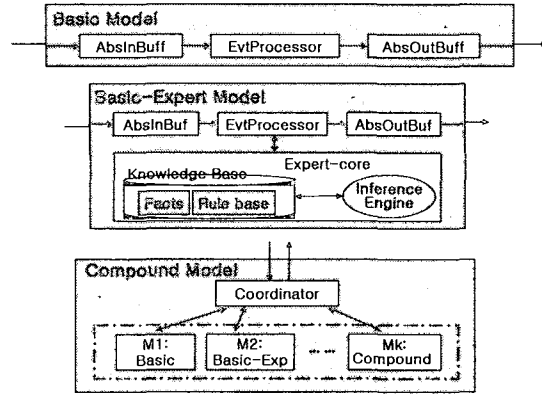 Basic Model
AbsInBuff EvtProcessor AbsOutBuff
Basic-Expert Model
AbsInBuf EvtProcessor AbsOutBuf
Expert-core
Knowledge Base
Facts Rule base
Inference
Engine
Compound Model
Coordinator
M1: M2: Mk:
Basic Basic-Exp Compound